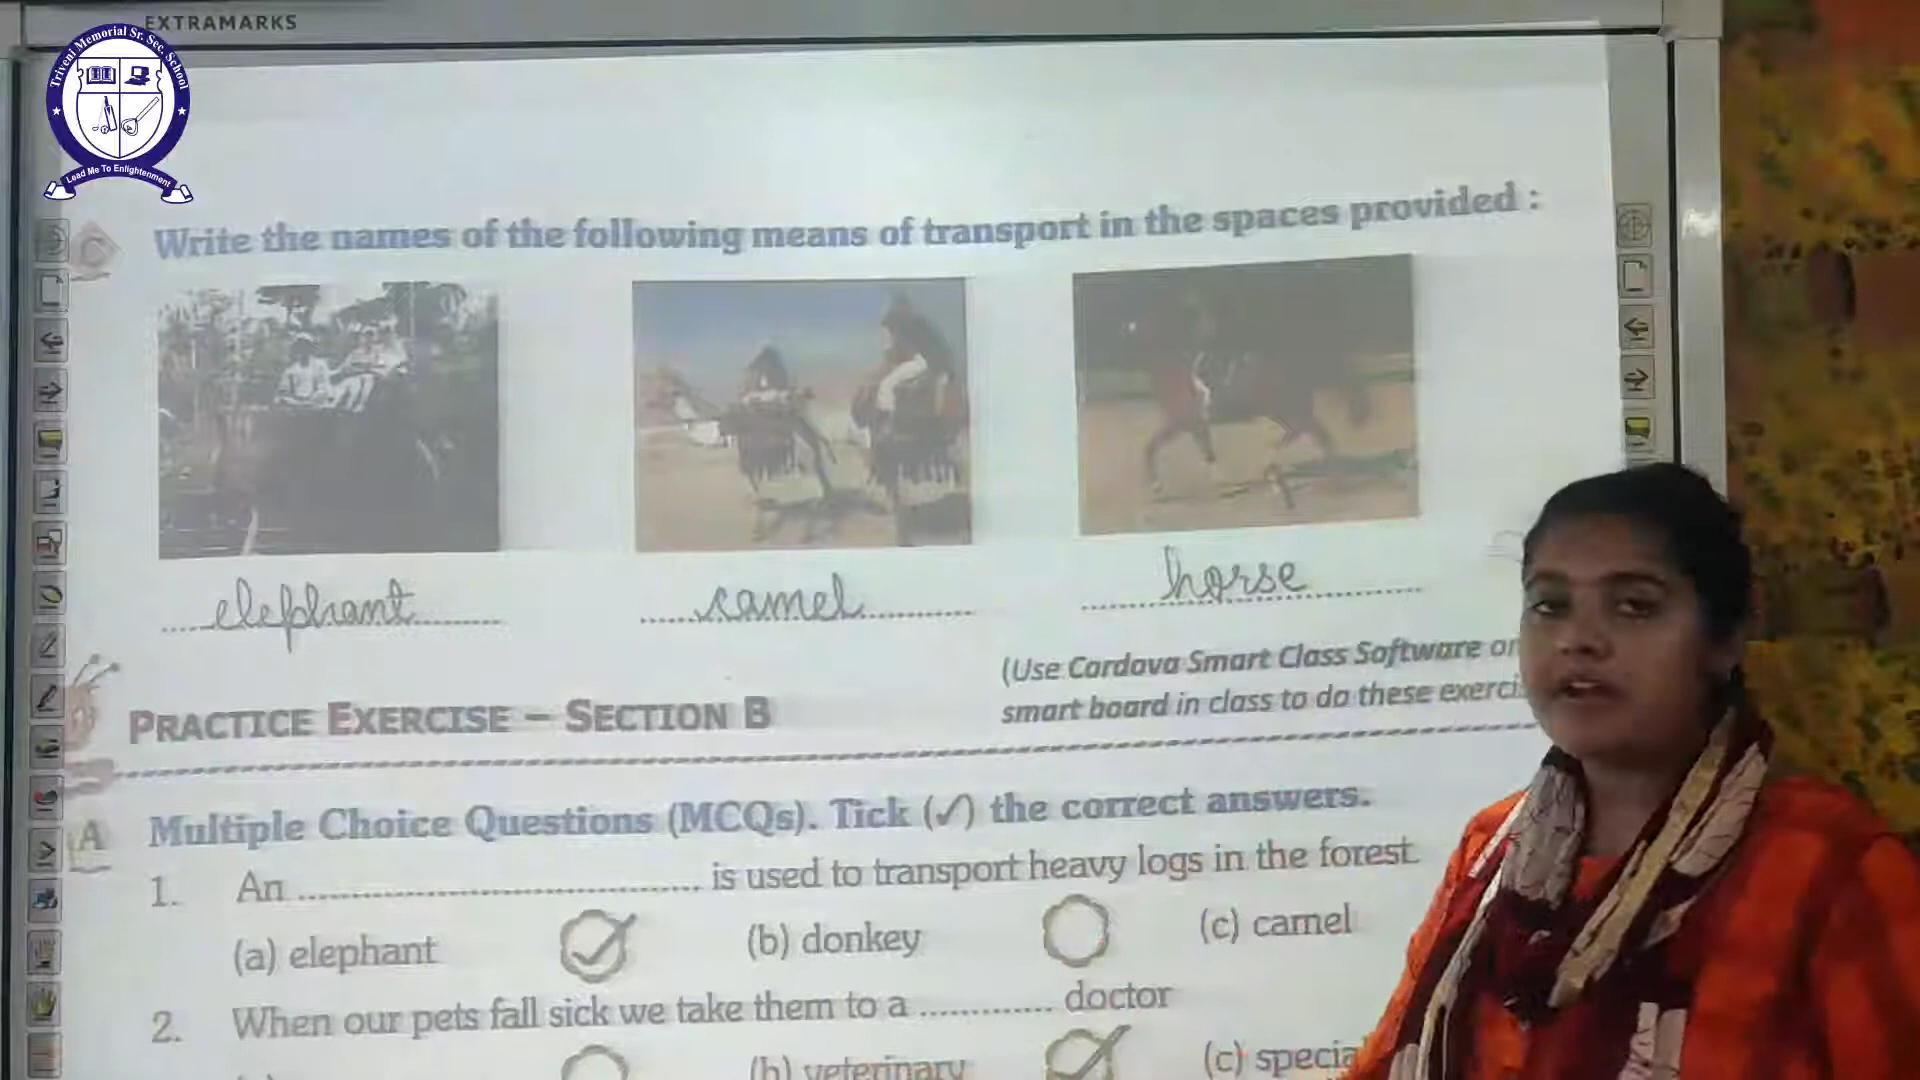 EXTRAMARKS
Triveni Memorial Sr. Sec. School
Lead Me To Enlightenment
C Write the names of the following means of transport in the spaces provided :
elephant camel horse
(Use Cordova Smart Class Software on
smart board in class to do these exerci
PRACTICE EXERCISE – SECTION B
A Multiple Choice Questions (MCQs). Tick (✓) the correct answers.
1. An .................... is used to transport heavy logs in the forest
(a) elephant (b) donkey (c) camel
2. When our pets fall sick we take them to a ............ doctor
(b) veterinary (c) special